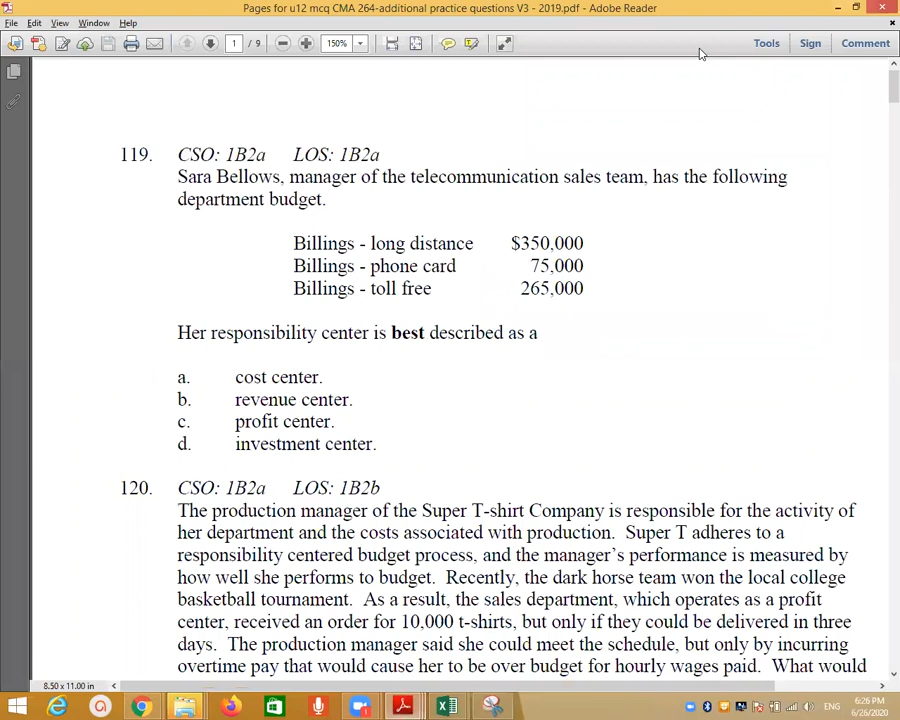 Pages for u12 mcq CMA 264-additional practice questions V3 - 2019.pdf - Adobe Reader
File Edit View Window Help
1 / 9 150% Tools Sign Comment
119. CSO: 1B2a LOS: 1B2a
Sara Bellows, manager of the telecommunication sales team, has the following
department budget.
Billings - long distance $350,000
Billings - phone card 75,000
Billings - toll free 265,000
Her responsibility center is best described as a
a. cost center.
b. revenue center.
c. profit center.
d. investment center.
120. CSO: 1B2a LOS: 1B2b
The production manager of the Super T-shirt Company is responsible for the activity of
her department and the costs associated with production. Super T adheres to a
responsibility centered budget process, and the manager's performance is measured by
how well she performs to budget. Recently, the dark horse team won the local college
basketball tournament. As a result, the sales department, which operates as a profit
center, received an order for 10,000 t-shirts, but only if they could be delivered in three
days. The production manager said she could meet the schedule, but only by incurring
overtime pay that would cause her to be over budget for hourly wages paid. What would
8.50 x 11.00 in
ENG
6:26 PM
6/26/2020